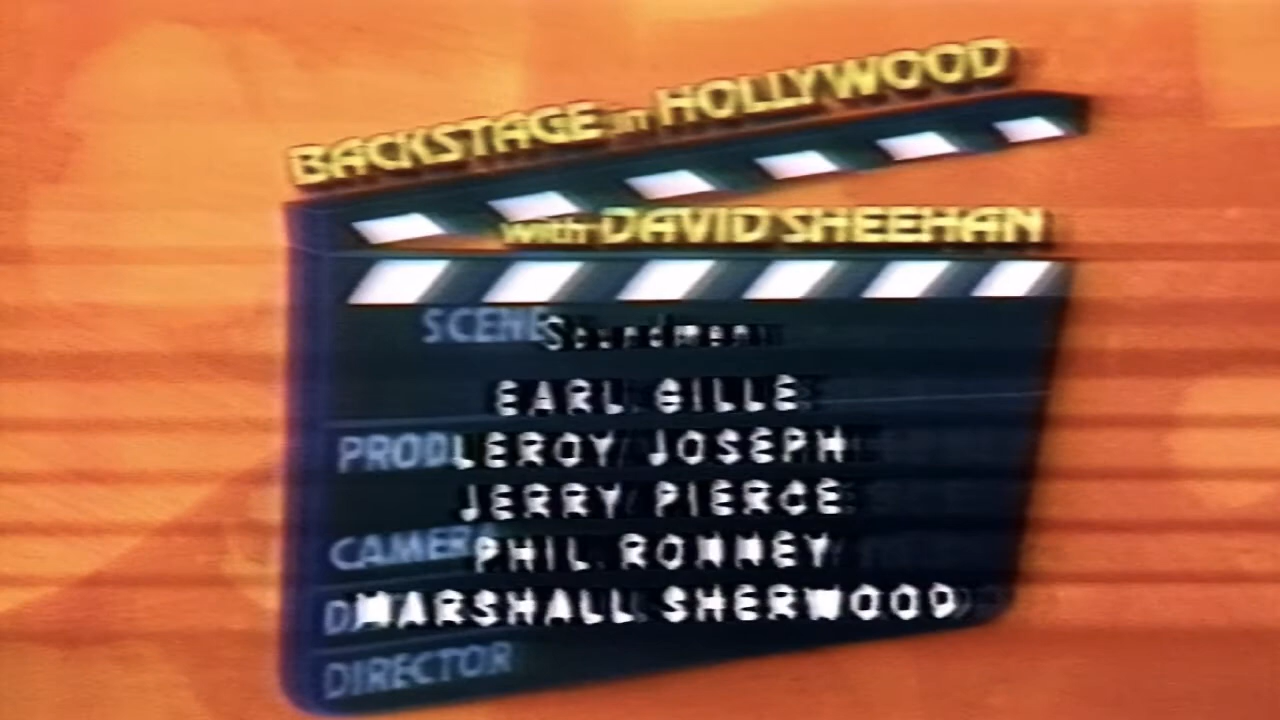 BACKSTAGE in HOLLYWOOD
with DAVID SHEEHAN
SCENE
Soundmen
EARL GILLE
PROD
LEROY JOSEPH
JERRY PIERCE
CAMERA
PHIL RONNEY
MARSHALL SHERWOOD
DIRECTOR